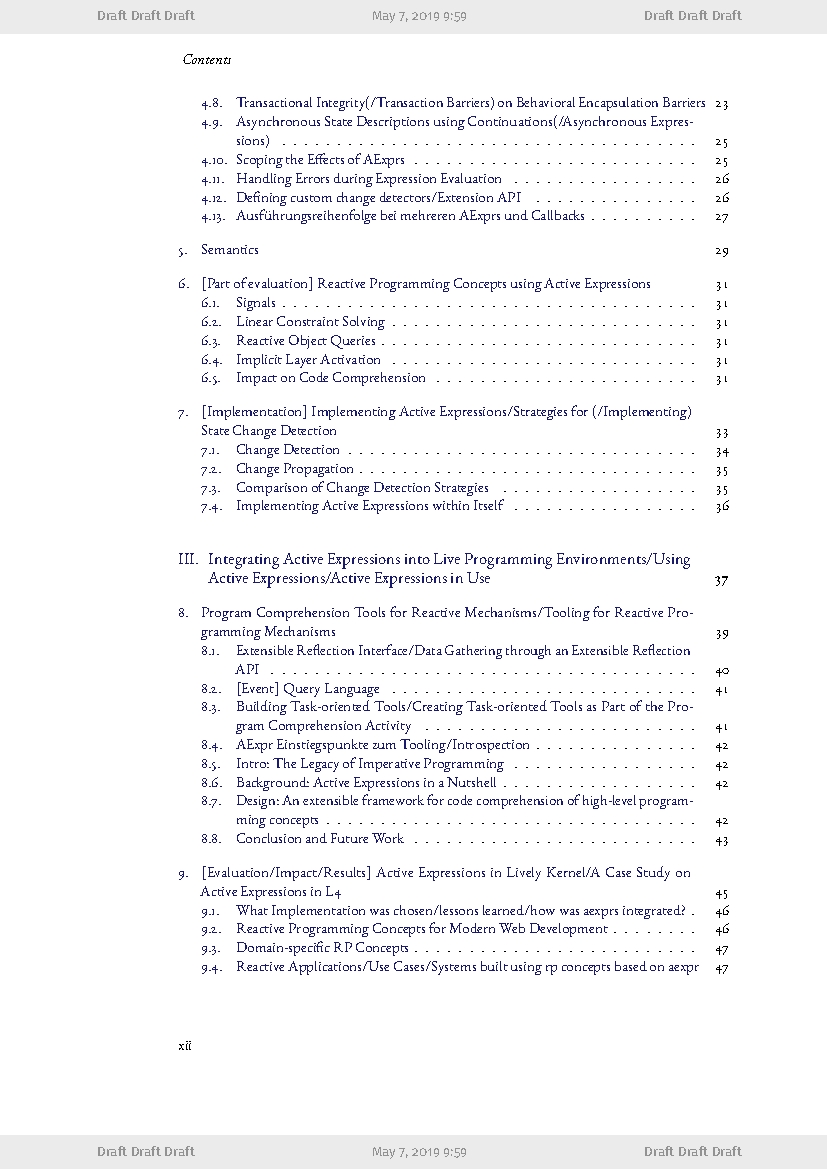 Draft Draft Draft May 7, 2019 9:59 Draft Draft Draft
Contents
4.8. Transactional Integrity(/Transaction Barriers) on Behavioral Encapsulation Barriers 23
4.9. Asynchronous State Descriptions using Continuations(/Asynchronous Expres-
sions) . . . . . . . . . . . . . . . . . . . . . . . . . . . . . . . . . . . . . . 25
4.10. Scoping the Effects of AExprs . . . . . . . . . . . . . . . . . . . . . . . . . . 25
4.11. Handling Errors during Expression Evaluation . . . . . . . . . . . . . . . . . 26
4.12. Defining custom change detectors/Extension API . . . . . . . . . . . . . . . 26
4.13. Ausführungsreihenfolge bei mehreren AExprs und Callbacks . . . . . . . . . . 27
5. Semantics 29
6. [Part of evaluation] Reactive Programming Concepts using Active Expressions 31
6.1. Signals . . . . . . . . . . . . . . . . . . . . . . . . . . . . . . . . . . . . . . 31
6.2. Linear Constraint Solving . . . . . . . . . . . . . . . . . . . . . . . . . . . . 31
6.3. Reactive Object Queries . . . . . . . . . . . . . . . . . . . . . . . . . . . . . 31
6.4. Implicit Layer Activation . . . . . . . . . . . . . . . . . . . . . . . . . . . . 31
6.5. Impact on Code Comprehension . . . . . . . . . . . . . . . . . . . . . . . . 31
7. [Implementation] Implementing Active Expressions/Strategies for (/Implementing)
State Change Detection 33
7.1. Change Detection . . . . . . . . . . . . . . . . . . . . . . . . . . . . . . . . 34
7.2. Change Propagation . . . . . . . . . . . . . . . . . . . . . . . . . . . . . . . 35
7.3. Comparison of Change Detection Strategies . . . . . . . . . . . . . . . . . . 35
7.4. Implementing Active Expressions within Itself . . . . . . . . . . . . . . . . . 36
III. Integrating Active Expressions into Live Programming Environments/Using
Active Expressions/Active Expressions in Use 37
8. Program Comprehension Tools for Reactive Mechanisms/Tooling for Reactive Pro-
gramming Mechanisms 39
8.1. Extensible Reflection Interface/Data Gathering through an Extensible Reflection
API . . . . . . . . . . . . . . . . . . . . . . . . . . . . . . . . . . . . . . . 40
8.2. [Event] Query Language . . . . . . . . . . . . . . . . . . . . . . . . . . . . 41
8.3. Building Task-oriented Tools/Creating Task-oriented Tools as Part of the Pro-
gram Comprehension Activity . . . . . . . . . . . . . . . . . . . . . . . . . 41
8.4. AExpr Einstiegspunkte zum Tooling/Introspection . . . . . . . . . . . . . . . 42
8.5. Intro: The Legacy of Imperative Programming . . . . . . . . . . . . . . . . . 42
8.6. Background: Active Expressions in a Nutshell . . . . . . . . . . . . . . . . . . 42
8.7. Design: An extensible framework for code comprehension of high-level program-
ming concepts . . . . . . . . . . . . . . . . . . . . . . . . . . . . . . . . . . 42
8.8. Conclusion and Future Work . . . . . . . . . . . . . . . . . . . . . . . . . . 43
9. [Evaluation/Impact/Results] Active Expressions in Lively Kernel/A Case Study on
Active Expressions in L4 45
9.1. What Implementation was chosen/lessons learned/how was aexprs integrated? . 46
9.2. Reactive Programming Concepts for Modern Web Development . . . . . . . . 46
9.3. Domain-specific RP Concepts . . . . . . . . . . . . . . . . . . . . . . . . . . 47
9.4. Reactive Applications/Use Cases/Systems built using rp concepts based on aexpr 47
xii
Draft Draft Draft May 7, 2019 9:59 Draft Draft Draft